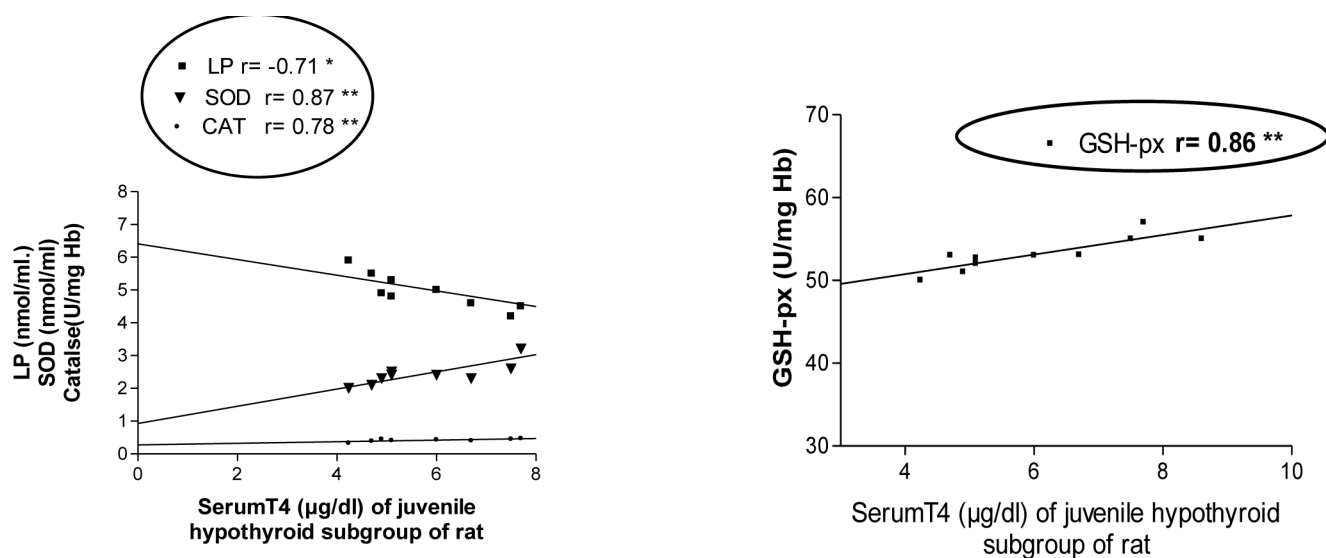 LP r= -0.71 *
SOD r= 0.87 **
CAT r= 0.78 **
8
7
6
5
4
3
2
1
0
0 2 4 6 8
LP (nmol/ml.)
SOD (nmol/ml)
Catalse(U/mg Hb)
SerumT4 (µg/dl) of juvenile
hypothyroid subgroup of rat
GSH-px r= 0.86 **
70
60
50
40
30
4 6 8 10
GSH-px (U/mg Hb)
SerumT4 (µg/dl) of juvenile hypothyroid
subgroup of rat